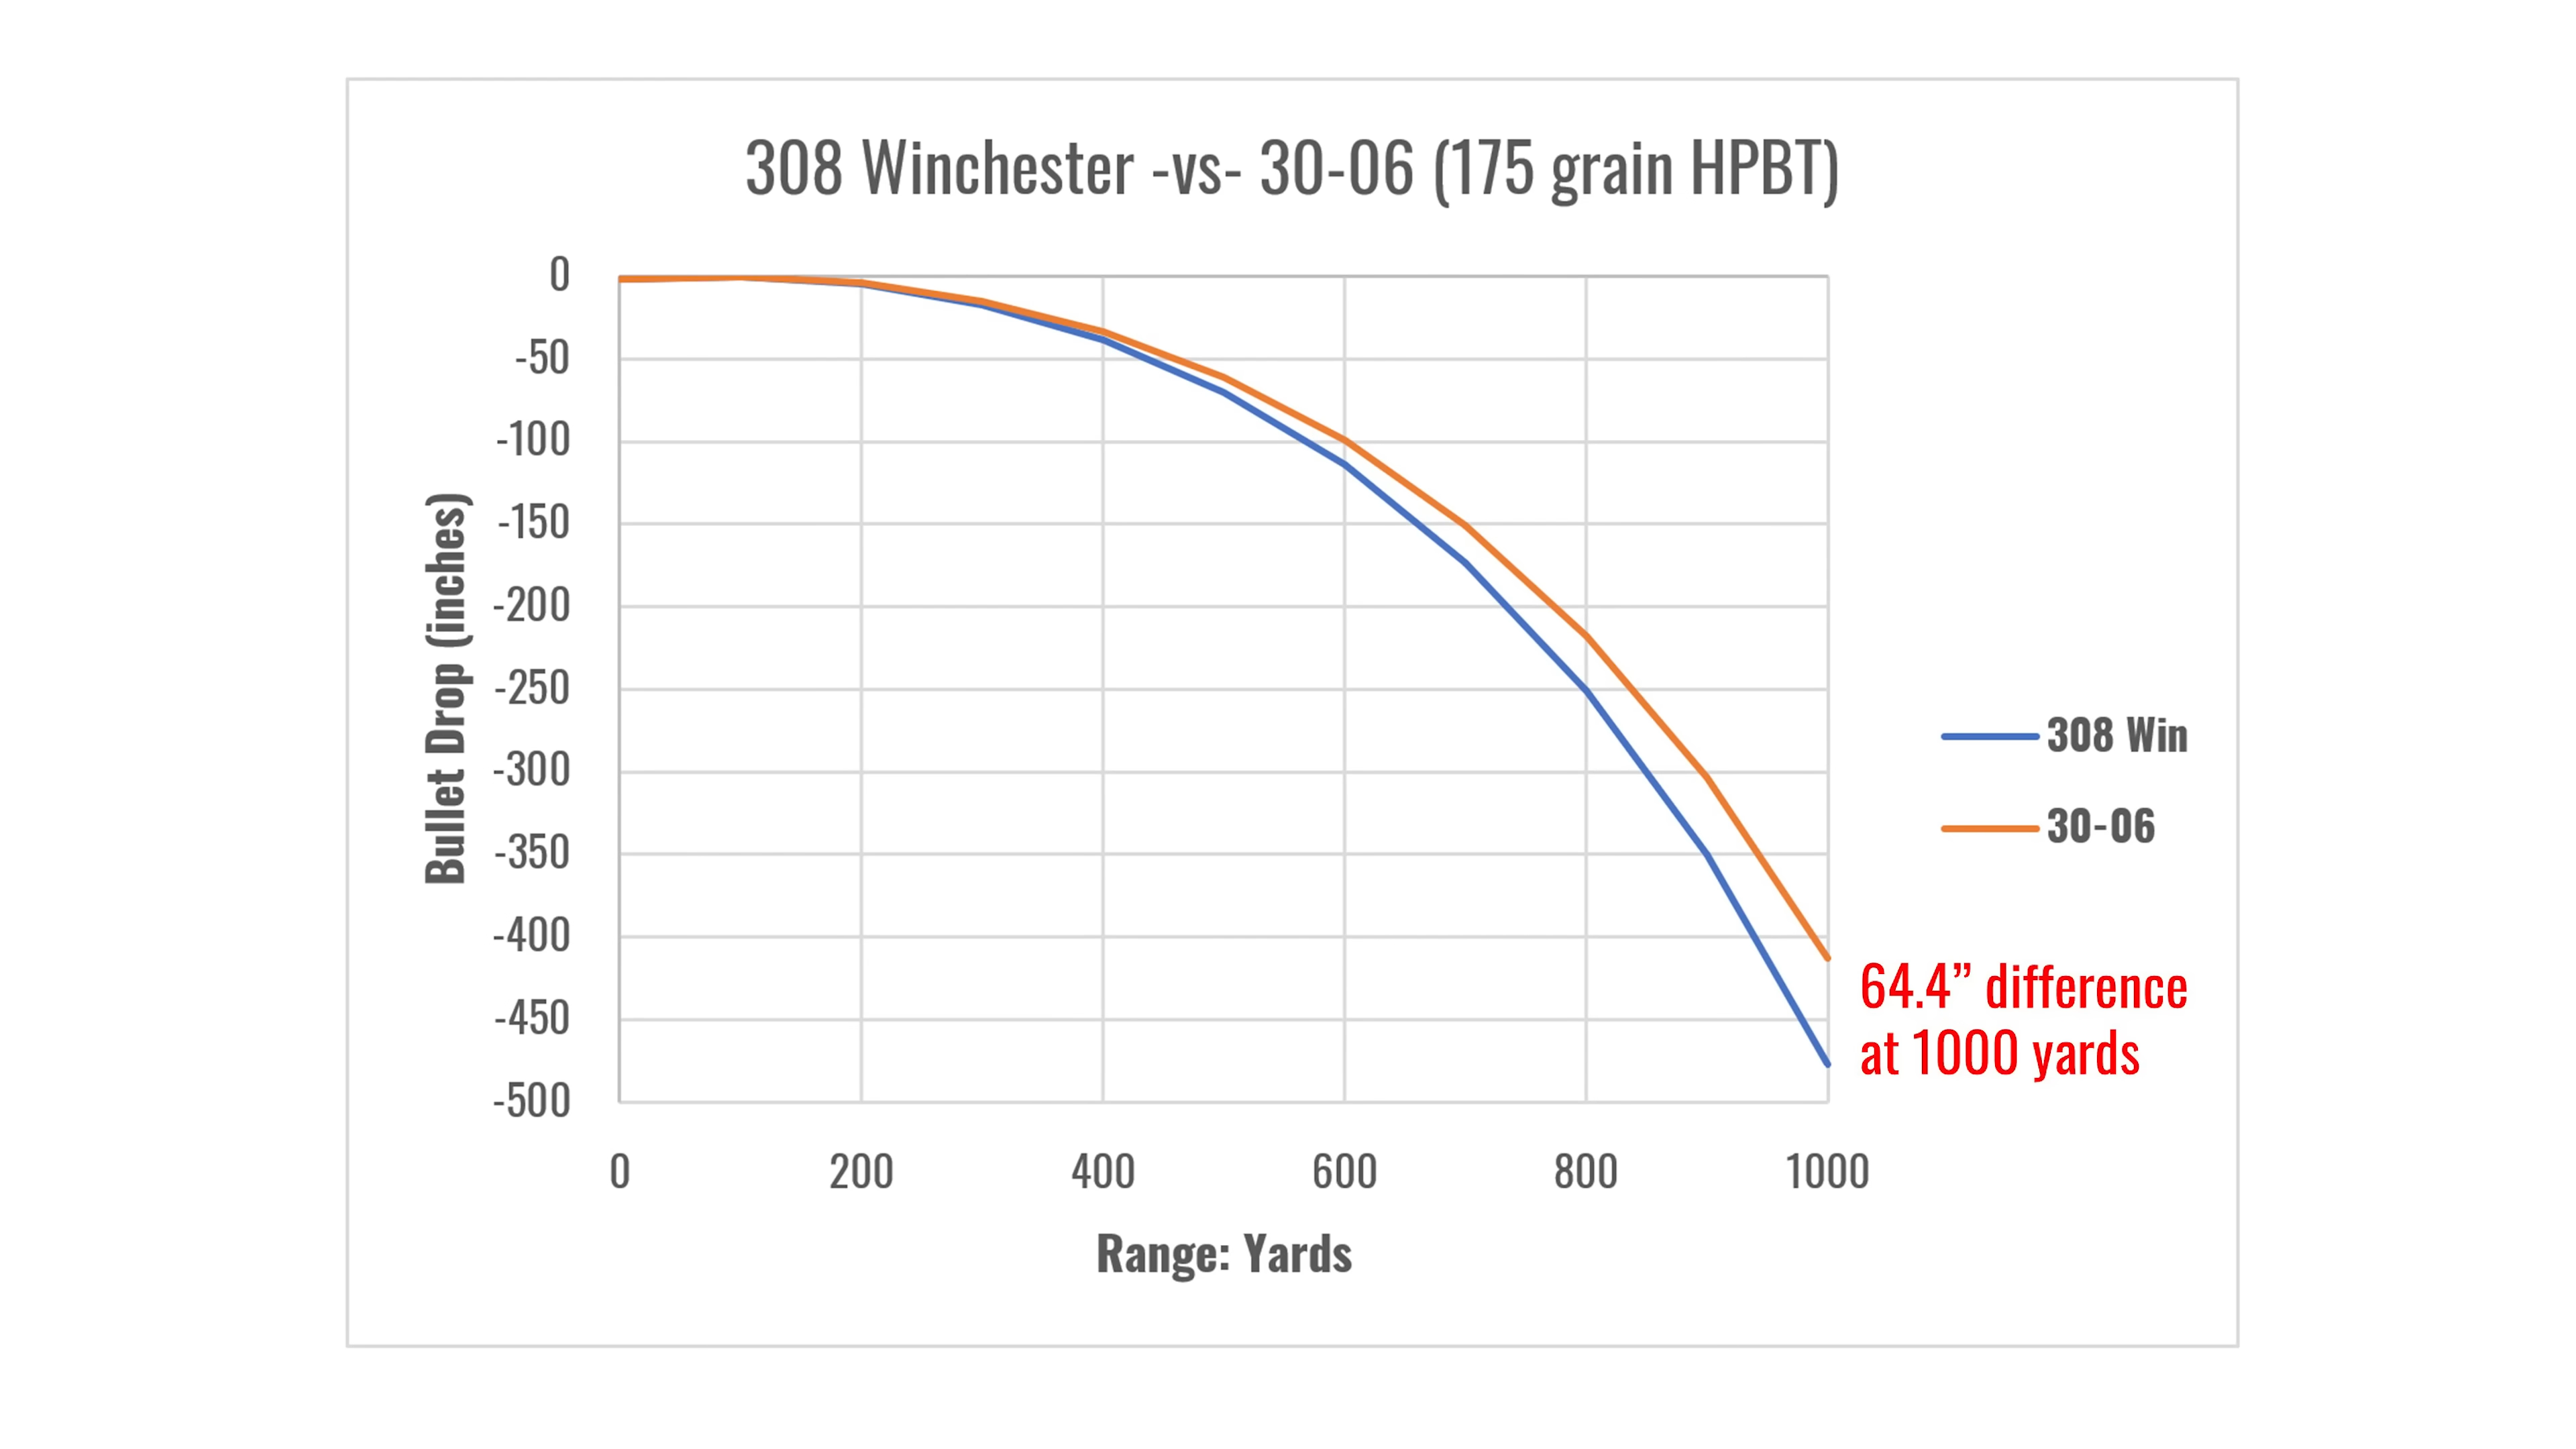 308 Winchester -vs- 30-06 (175 grain HPBT)
0
-50
-100
-150
-200
-250
-300
-350
-400
-450
-500
Bullet Drop (inches)
0 200 400 600 800 1000
Range: Yards
308 Win
30-06
64.4” difference
at 1000 yards